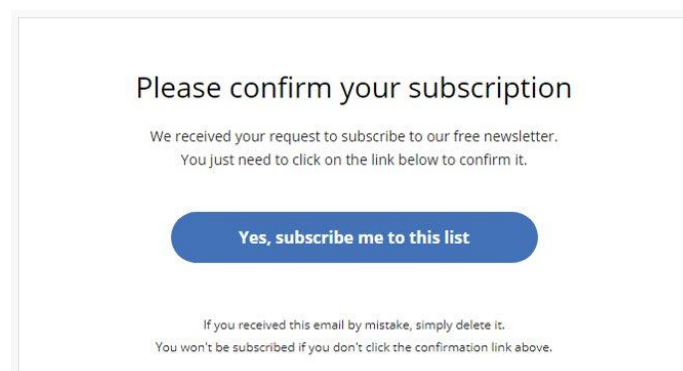 Please confirm your subscription
We received your request to subscribe to our free newsletter.
You just need to click on the link below to confirm it.
Yes, subscribe me to this list
If you received this email by mistake, simply delete it.
You won't be subscribed if you don't click the confirmation link above.